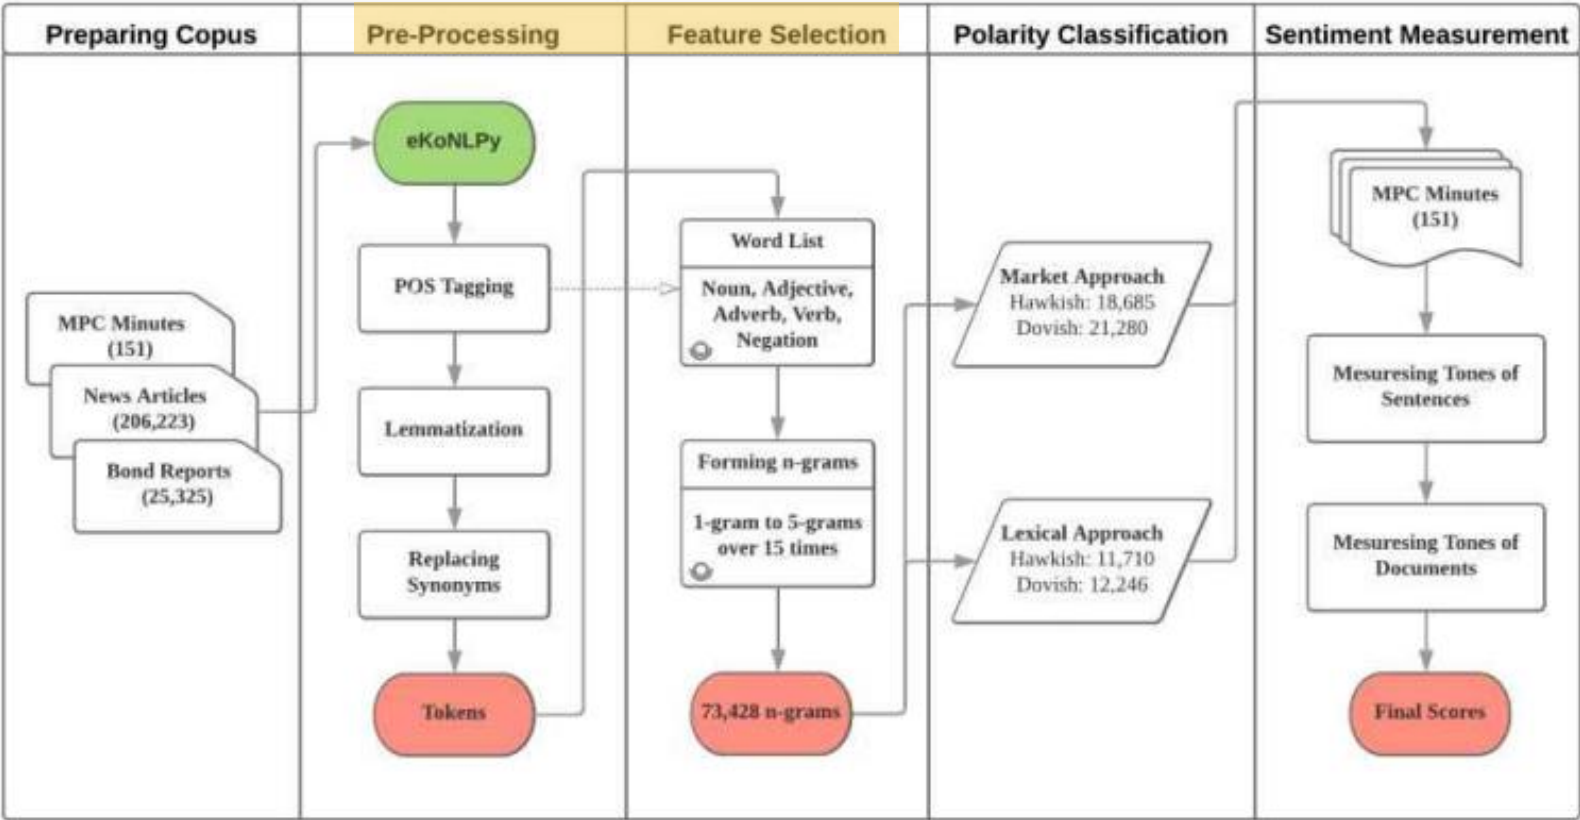 Preparing Copus
Pre-Processing
Feature Selection
Polarity Classification
Sentiment Measurement
MPC Minutes
(151)
News Articles
(206,223)
Bond Reports
(25,325)
eKoNLPy
POS Tagging
Lemmatization
Replacing
Synonyms
Tokens
Word List
Noun, Adjective,
Adverb, Verb,
Negation
Forming n-grams
1-gram to 5-grams
over 15 times
73,428 n-grams
Market Approach
Hawkish: 18,685
Dovish: 21,280
Lexical Approach
Hawkish: 11,710
Dovish: 12,246
MPC Minutes
(151)
Mesuresing Tones of
Sentences
Mesuresing Tones of
Documents
Final Scores